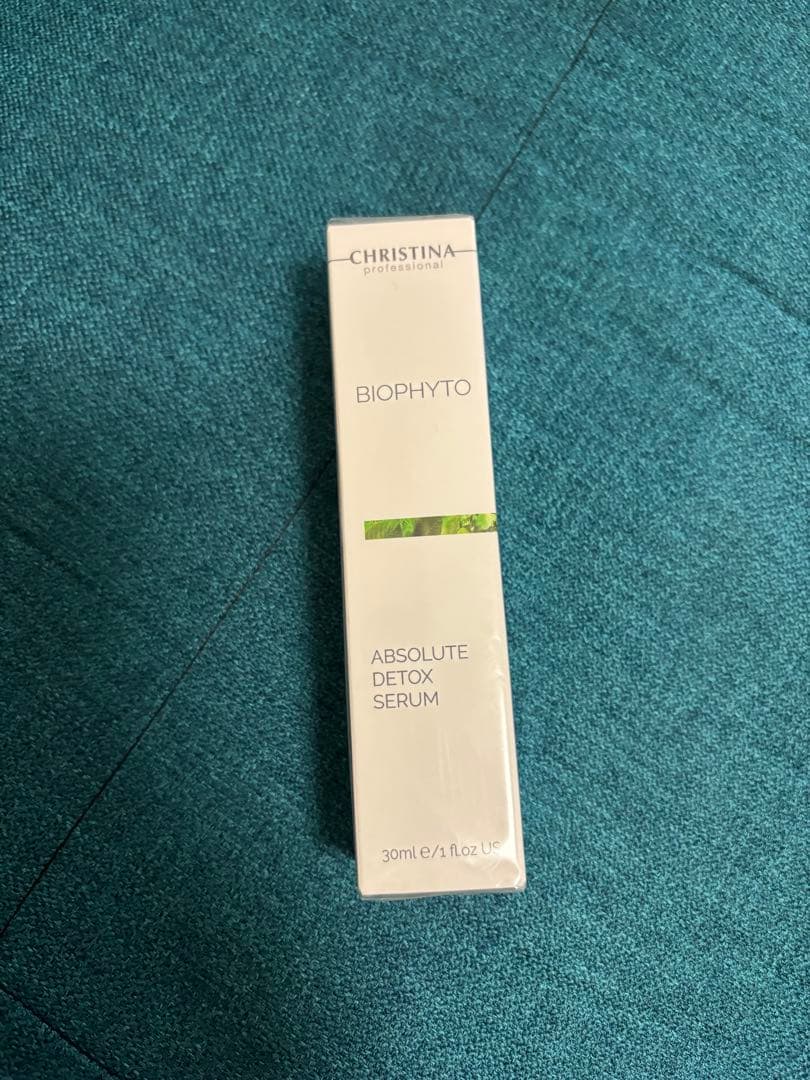 CHRISTINA
professional
BIOPHYTO
ABSOLUTE
DETOX
SERUM
30ml e/1 fl.oz US